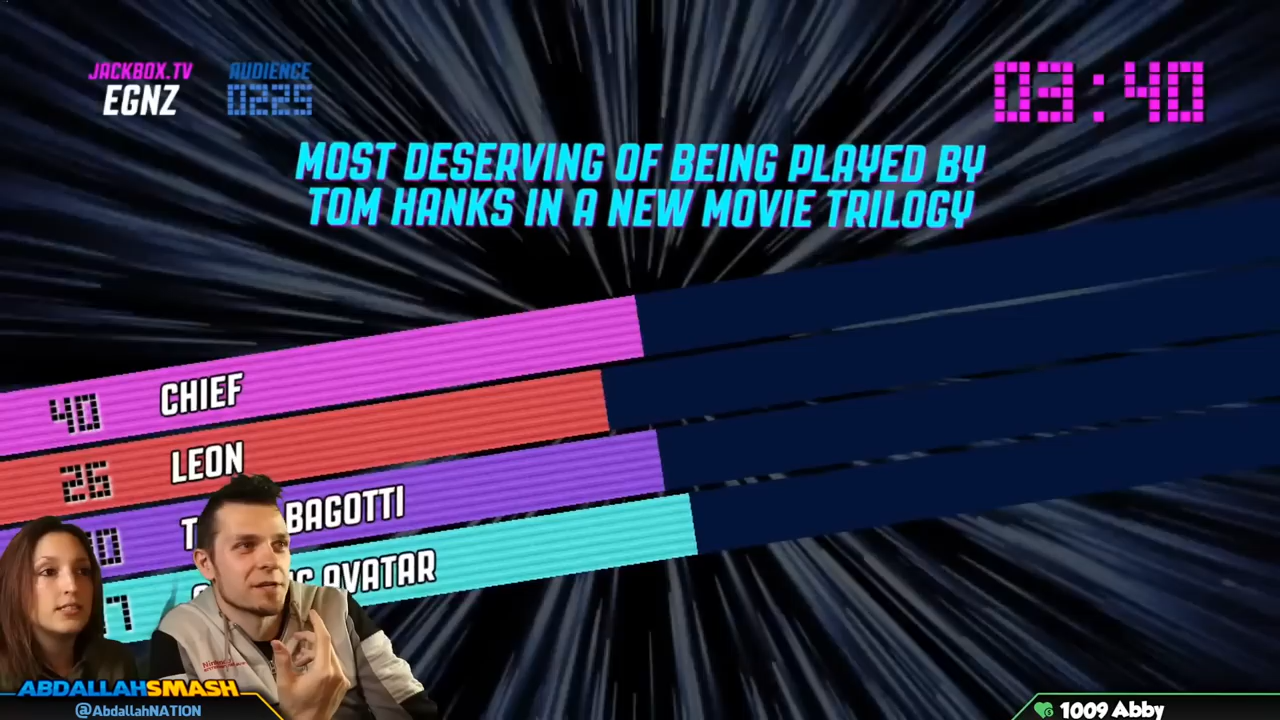 JACKBOX.TV
EGNZ
AUDIENCE
0225
03:40
MOST DESERVING OF BEING PLAYED BY
TOM HANKS IN A NEW MOVIE TRILOGY
40 CHIEF
26 LEON
BAGOTTI
AVATAR
ABDALLAHSMASH
@AbdallahNATION
1009 Abby